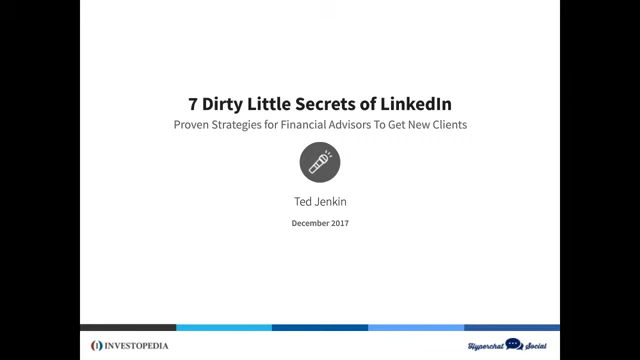 7 Dirty Little Secrets of LinkedIn
Proven Strategies for Financial Advisors To Get New Clients
Ted Jenkin
December 2017
INVESTOPEDIA
Hyperchat Social